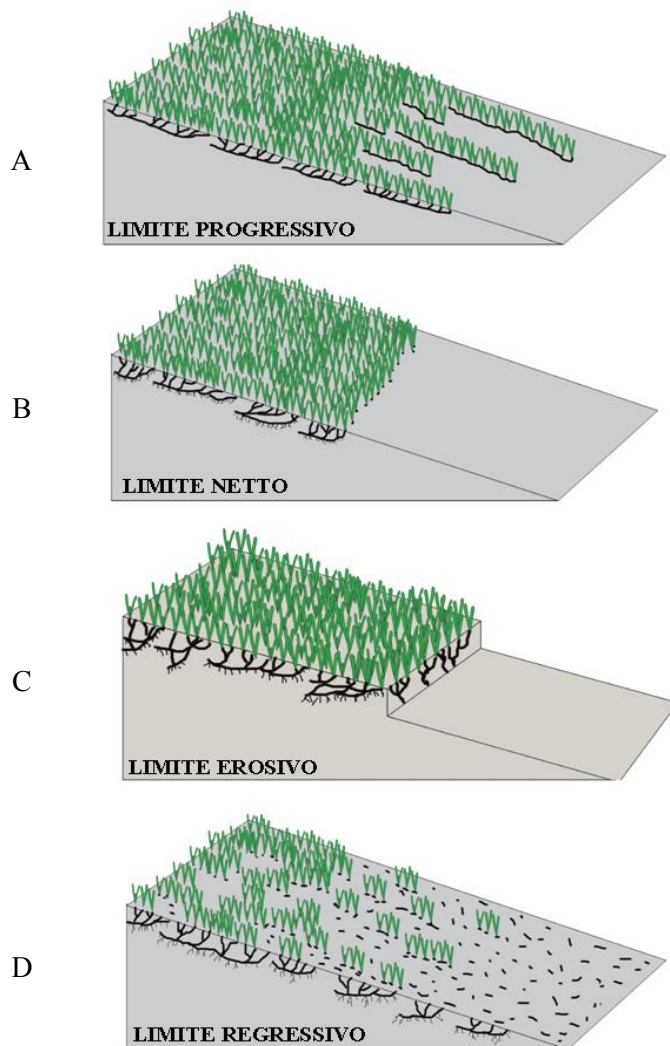 A
LIMITE PROGRESSIVO
B
LIMITE NETTO
C
LIMITE EROSIVO
D
LIMITE REGRESSIVO